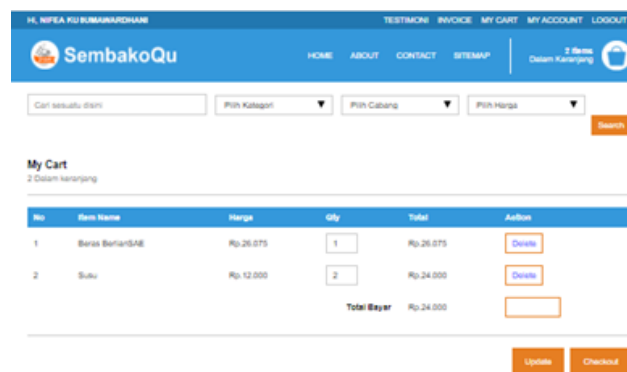 HI, NIFEA KUSUMAWARDHANI TESTIMONI INVOICE MY CART MY ACCOUNT LOGOUT
SembakoQu HOME ABOUT CONTACT SITEMAP 2 Items
Dalam Keranjang
Cari sesuatu disini Pilih Kategori Pilih Cabang Pilih Harga
Search
My Cart
2 Dalam keranjang
No Item Name Harga Qty Total Action
1 Beras BerlianSAE Rp.26.075 1 Rp.26.075 Delete
2 Susu Rp.12.000 2 Rp.24.000 Delete
Total Bayar Rp.24.000
Update Checkout